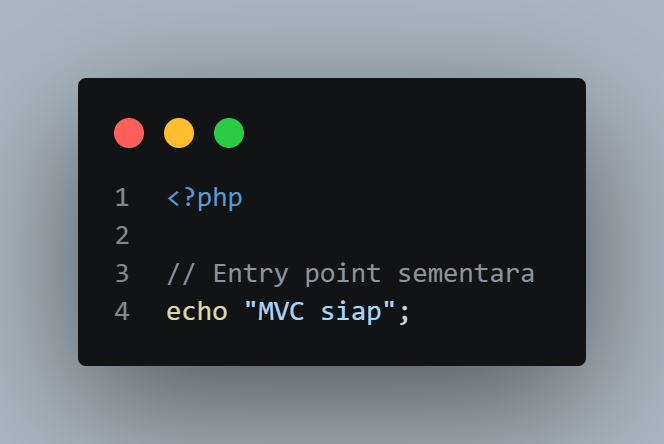 1 <?php
2
3 // Entry point sementara
4 echo "MVC siap";